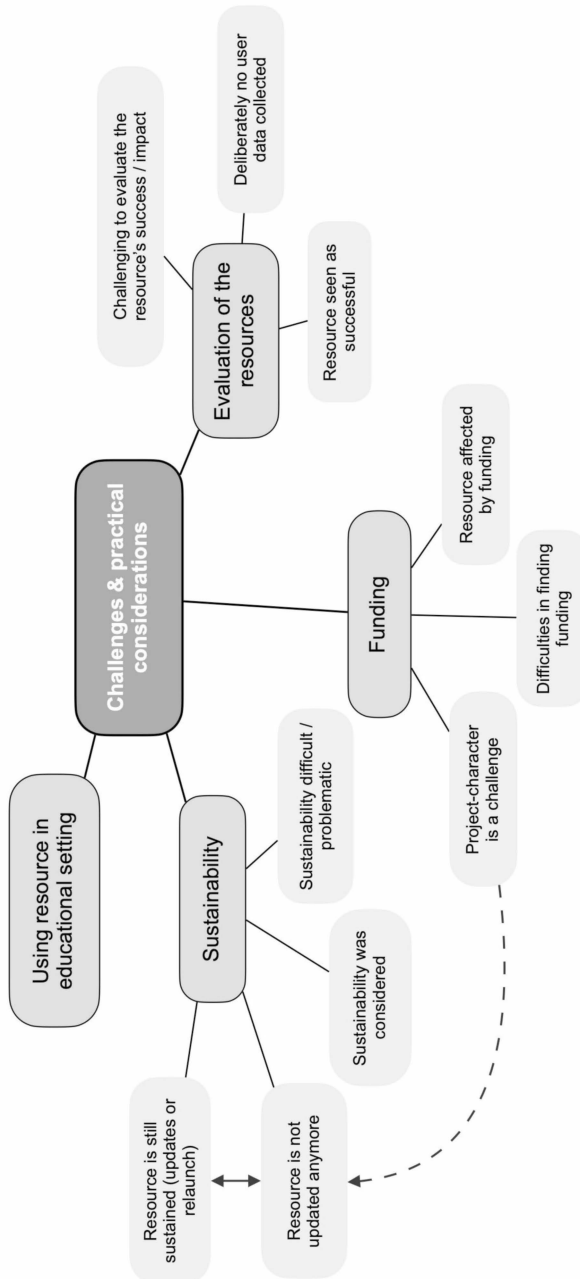 Challenges & practical
considerations
Using resource in
educational setting
Sustainability
Resource is still
sustained (updates or
relaunch)
Resource is not
updated anymore
Sustainability was
considered
Sustainability difficult /
problematic
Funding
Project-character
is a challenge
Difficulties in finding
funding
Resource affected
by funding
Evaluation of the
resources
Challenging to evaluate the
resource's success / impact
Deliberately no user
data collected
Resource seen as
successful